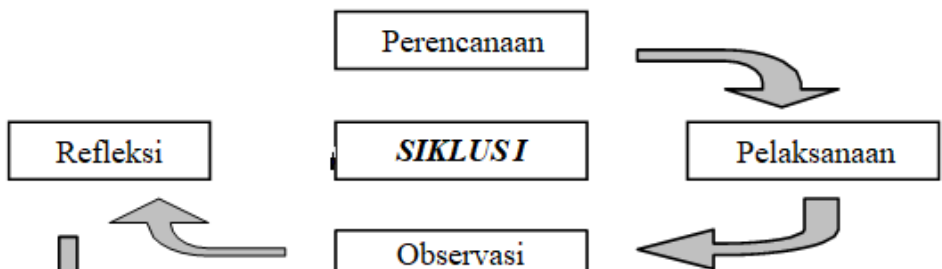 Perencanaan
Refleksi
SIKLUS I
Pelaksanaan
Observasi